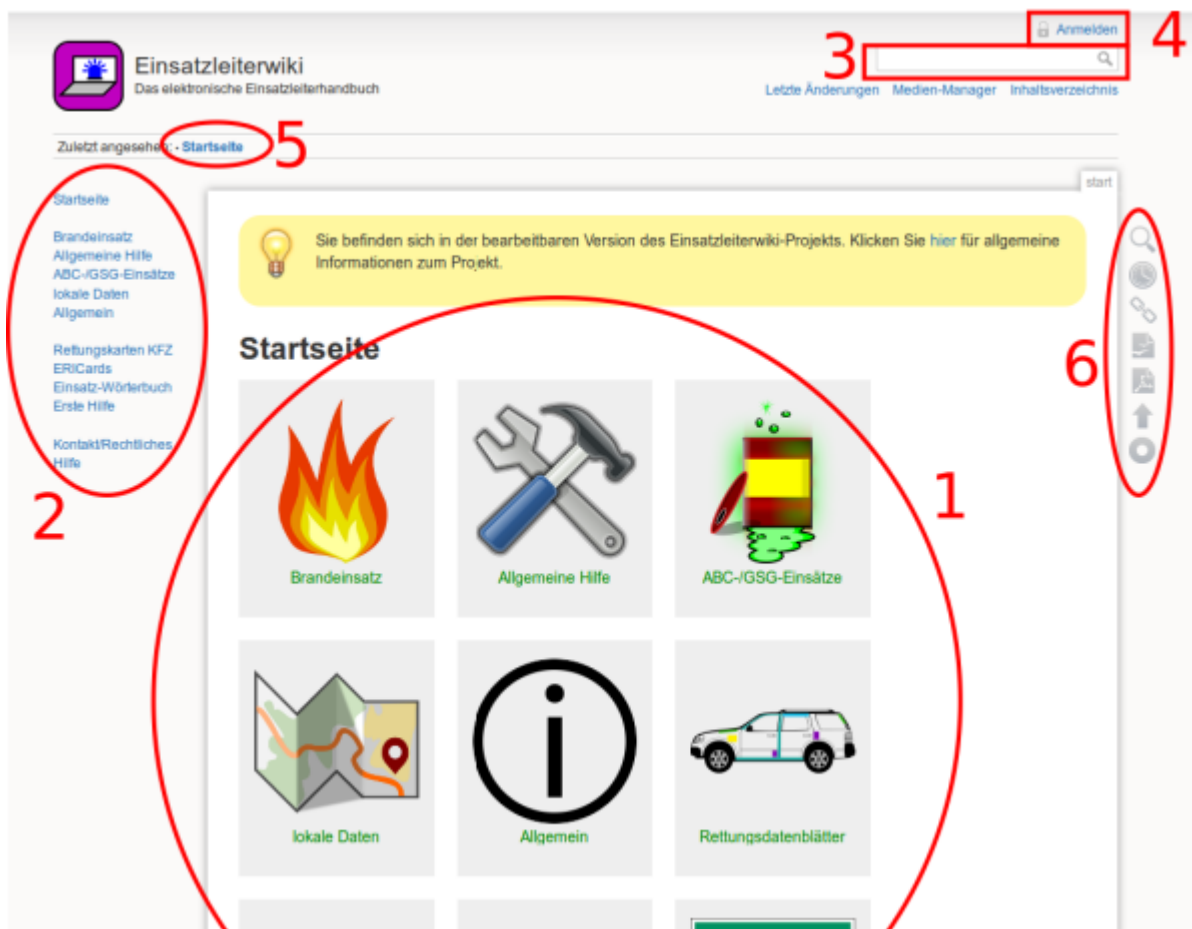 Anmelden
4
3
Einsatzleiterwiki
Das elektronische Einsatzleiterhandbuch
Letzte Änderungen Medien-Manager Inhaltsverzeichnis
Zuletzt angesehen: • Startseite
5
start
Startseite
Brandeinsatz
Allgemeine Hilfe
ABC-/GSG-Einsätze
lokale Daten
Allgemein
Rettungskarten KFZ
ERICards
Einsatz-Wörterbuch
Erste Hilfe
Kontakt/Rechtliches
Hilfe
2
Sie befinden sich in der bearbeitbaren Version des Einsatzleiterwiki-Projekts. Klicken Sie hier für allgemeine
Informationen zum Projekt.
Startseite
6
1
Brandeinsatz
Allgemeine Hilfe
ABC-/GSG-Einsätze
lokale Daten
Allgemein
Rettungsdatenblätter